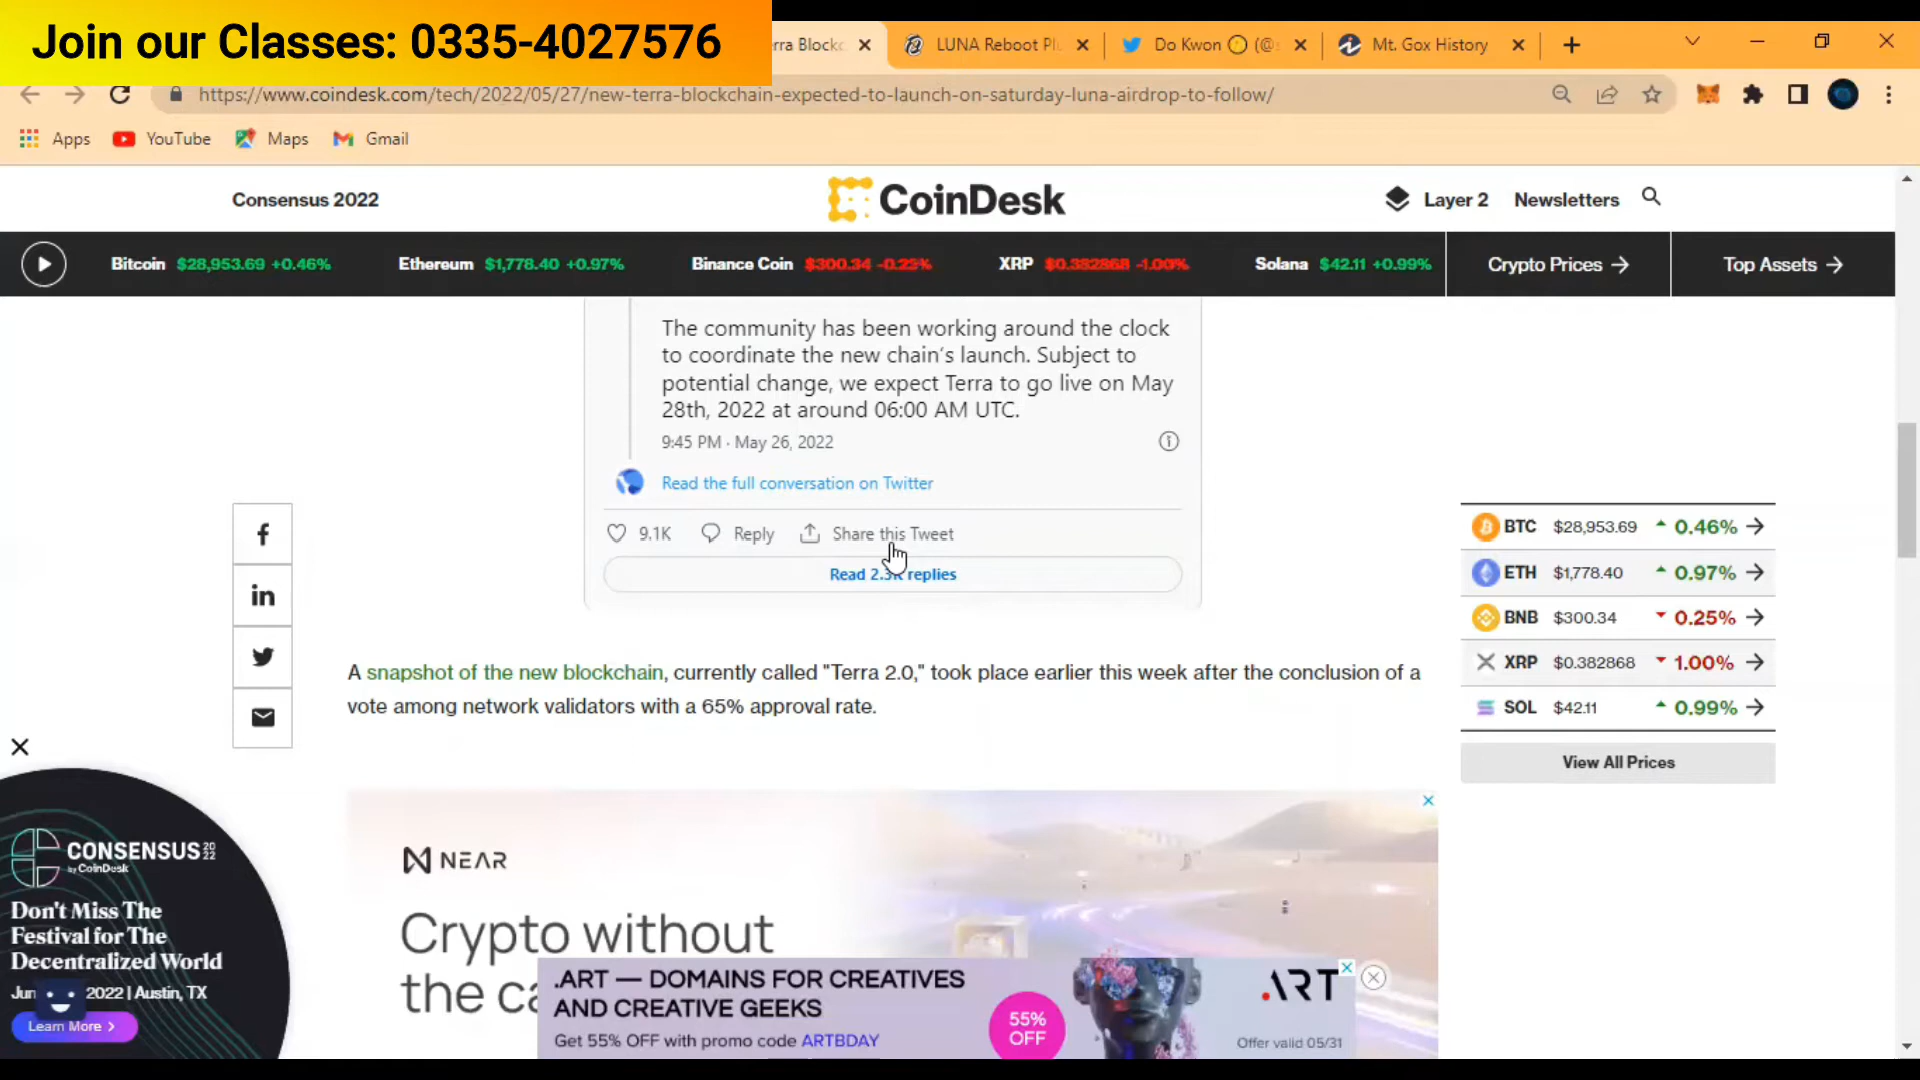 Join our Classes: 0335-4027576
rra Blockc
LUNA Reboot Pl
Do Kwon (@
Mt. Gox History
https://www.coindesk.com/tech/2022/05/27/new-terra-blockchain-expected-to-launch-on-saturday-luna-airdrop-to-follow/
Apps YouTube Maps Gmail
Consensus 2022
CoinDesk
Layer 2 Newsletters
Bitcoin $28,953.69 +0.46% Ethereum $1,778.40 +0.97% Binance Coin $300.34 -0.23% XRP $0.382868 -1.00% Solana $42.11 +0.99% Crypto Prices → Top Assets →
The community has been working around the clock
to coordinate the new chain's launch. Subject to
potential change, we expect Terra to go live on May
28th, 2022 at around 06:00 AM UTC.
9:45 PM · May 26, 2022
Read the full conversation on Twitter
9.1K Reply Share this Tweet
Read 2.3K replies
A snapshot of the new blockchain, currently called "Terra 2.0," took place earlier this week after the conclusion of a
vote among network validators with a 65% approval rate.
BTC $28,953.69 0.46% →
ETH $1,778.40 0.97% →
BNB $300.34 0.25% →
XRP $0.382868 1.00% →
SOL $42.11 0.99% →
View All Prices
CONSENSUS 2022
by CoinDesk
Don't Miss The
Festival for The
Decentralized World
Jun 2022 | Austin, TX
Learn More >
NEAR
Crypto without
the c
.ART — DOMAINS FOR CREATIVES
AND CREATIVE GEEKS
Get 55% OFF with promo code ARTBDAY
55%
OFF
.ART
Offer valid 05/31